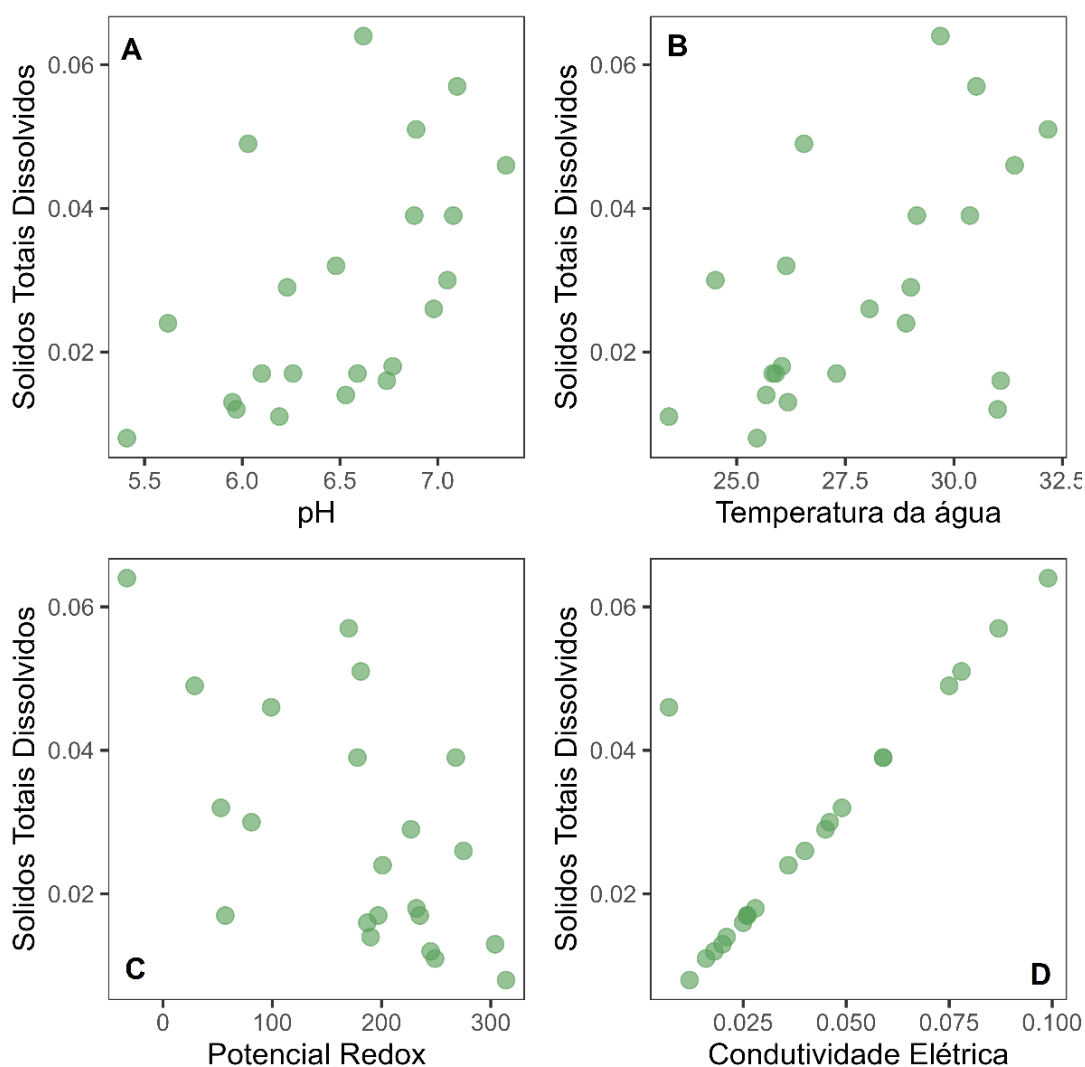 A
Solidos Totais Dissolvidos
0.06
0.04
0.02
5.5 6.0 6.5 7.0
pH
B
Solidos Totais Dissolvidos
0.06
0.04
0.02
25.0 27.5 30.0 32.5
Temperatura da água
C
Solidos Totais Dissolvidos
0.06
0.04
0.02
0 100 200 300
Potencial Redox
D
Solidos Totais Dissolvidos
0.06
0.04
0.02
0.025 0.050 0.075 0.100
Condutividade Elétrica